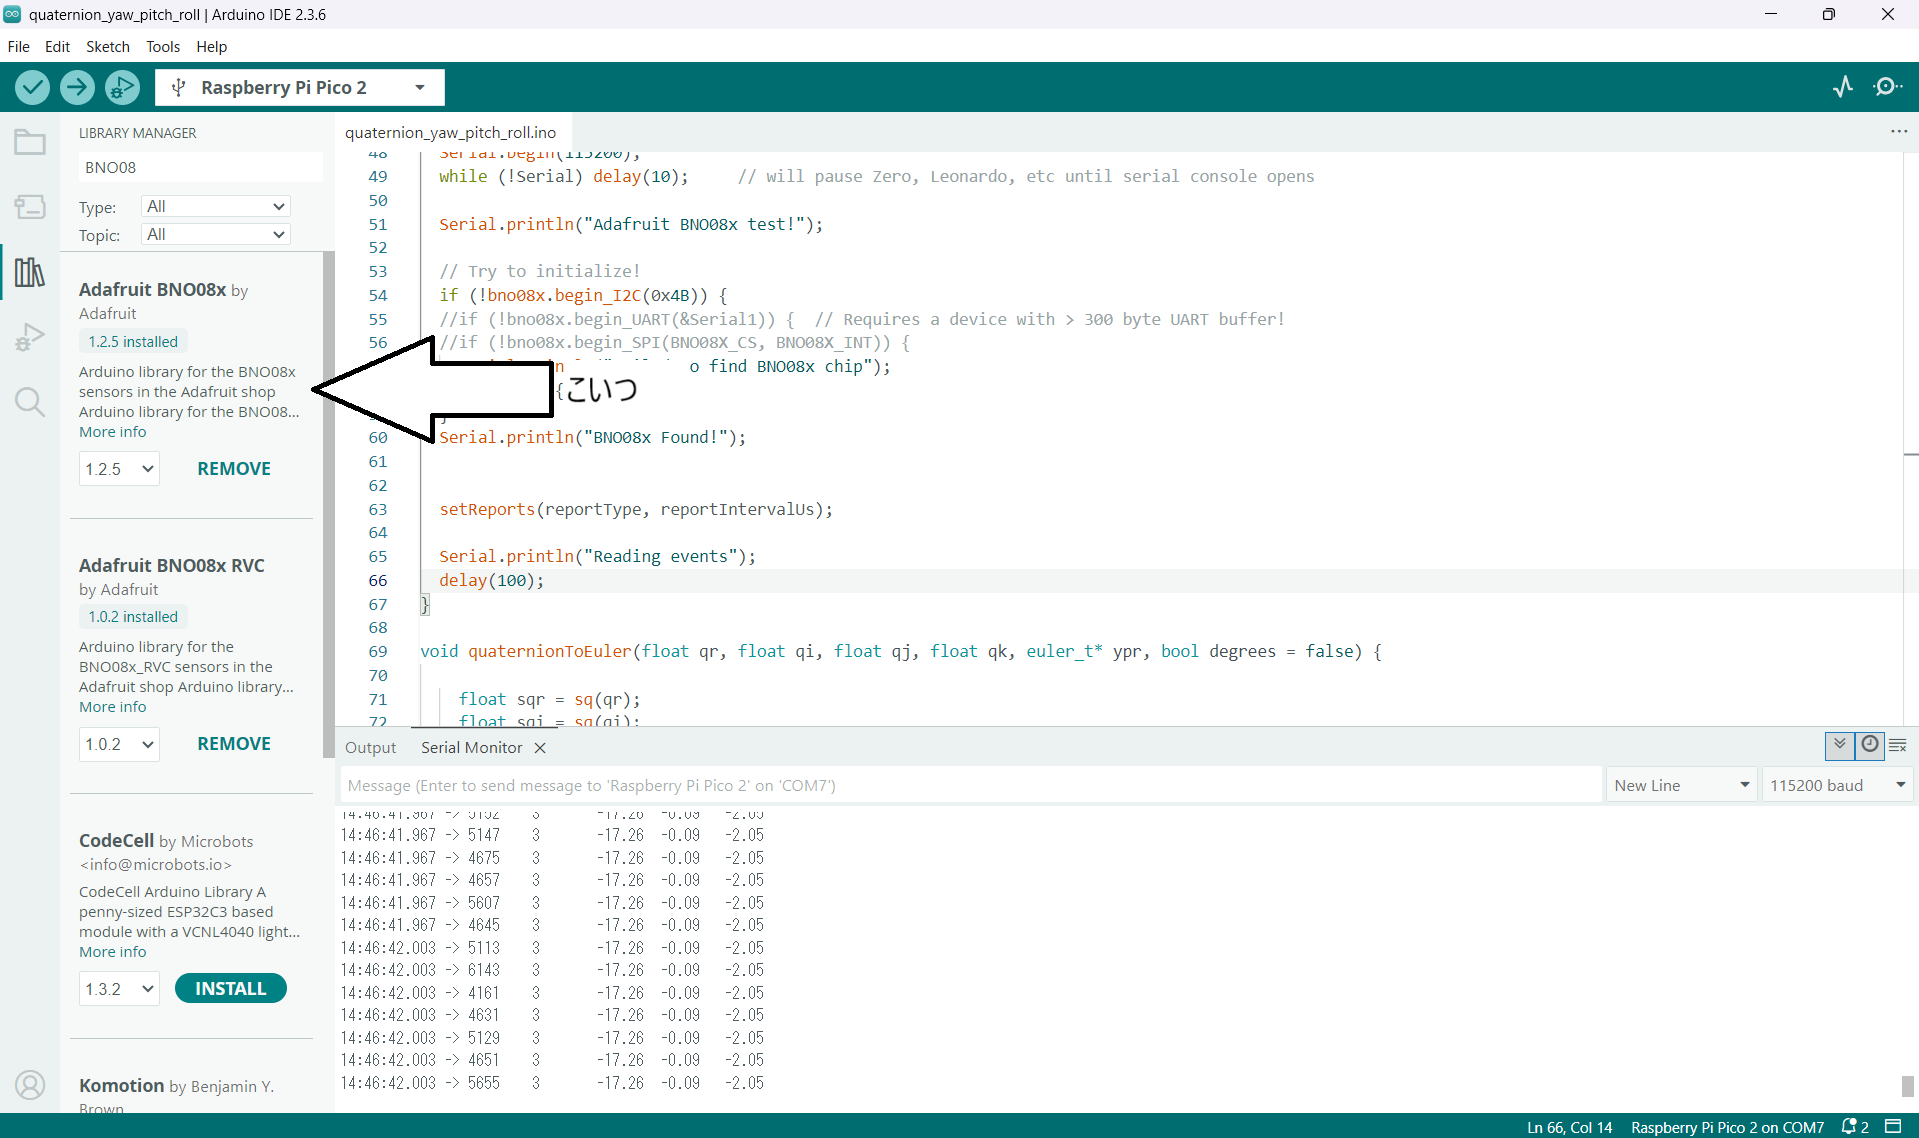 quaternion_yaw_pitch_roll | Arduino IDE 2.3.6
File Edit Sketch Tools Help
Raspberry Pi Pico 2
LIBRARY MANAGER
BNO08
Type: All
Topic: All
Adafruit BNO08x by
Adafruit
1.2.5 installed
Arduino library for the BNO08x
sensors in the Adafruit shop
Arduino library for the BNO08...
More info
1.2.5 REMOVE
Adafruit BNO08x RVC
by Adafruit
1.0.2 installed
Arduino library for the
BNO08x_RVC sensors in the
Adafruit shop Arduino library...
More info
1.0.2 REMOVE
CodeCell by Microbots
<info@microbots.io>
CodeCell Arduino Library A
penny-sized ESP32C3 based
module with a VCNL4040 light...
More info
1.3.2 INSTALL
Komotion by Benjamin Y.
Brown
quaternion_yaw_pitch_roll.ino
48 Serial.begin(115200);
49 while (!Serial) delay(10); // will pause Zero, Leonardo, etc until serial console opens
50
51 Serial.println("Adafruit BNO08x test!");
52
53 // Try to initialize!
54 if (!bno08x.begin_I2C(0x4B)) {
55 //if (!bno08x.begin_UART(&Serial1)) { // Requires a device with > 300 byte UART buffer!
56 //if (!bno08x.begin_SPI(BNO08X_CS, BNO08X_INT)) {
o find BNO08x chip");
{
こいつ
}
60 Serial.println("BNO08x Found!");
61
62
63 setReports(reportType, reportIntervalUs);
64
65 Serial.println("Reading events");
66 delay(100);
67 }
68
69 void quaternionToEuler(float qr, float qi, float qj, float qk, euler_t* ypr, bool degrees = false) {
70
71 float sqr = sq(qr);
72 float sqi = sq(qi);
Output Serial Monitor
Message (Enter to send message to 'Raspberry Pi Pico 2' on 'COM7')
New Line 115200 baud
14:46:41.967 -> 5152 3 -17.26 -0.09 -2.05
14:46:41.967 -> 5147 3 -17.26 -0.09 -2.05
14:46:41.967 -> 4675 3 -17.26 -0.09 -2.05
14:46:41.967 -> 4657 3 -17.26 -0.09 -2.05
14:46:41.967 -> 5607 3 -17.26 -0.09 -2.05
14:46:41.967 -> 4645 3 -17.26 -0.09 -2.05
14:46:42.003 -> 5113 3 -17.26 -0.09 -2.05
14:46:42.003 -> 6143 3 -17.26 -0.09 -2.05
14:46:42.003 -> 4161 3 -17.26 -0.09 -2.05
14:46:42.003 -> 4631 3 -17.26 -0.09 -2.05
14:46:42.003 -> 5129 3 -17.26 -0.09 -2.05
14:46:42.003 -> 4651 3 -17.26 -0.09 -2.05
14:46:42.003 -> 5655 3 -17.26 -0.09 -2.05
Ln 66, Col 14 Raspberry Pi Pico 2 on COM7 2